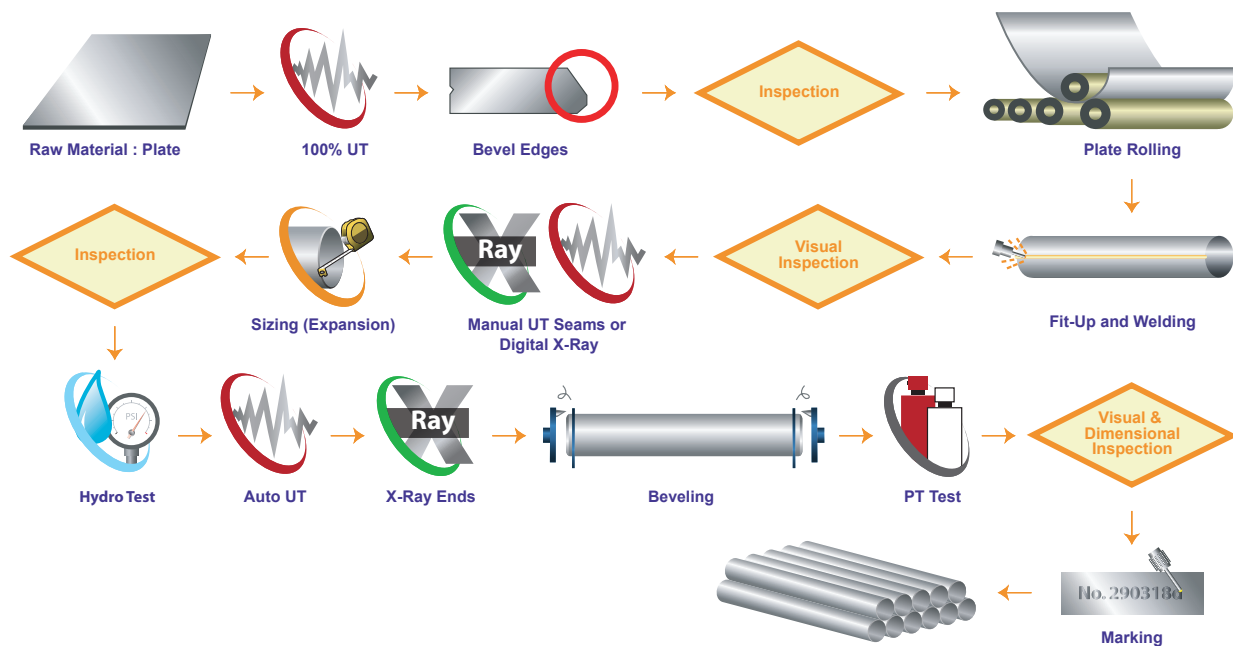 Inspection
Raw Material : Plate
100% UT
Bevel Edges
Plate Rolling
Inspection
Ray
Visual
Inspection
Sizing (Expansion)
Manual UT Seams or
Digital X-Ray
Fit-Up and Welding
PSI
Ray
Visual &
Dimensional
Inspection
Hydro Test
Auto UT
X-Ray Ends
Beveling
PT Test
No.290318a
Marking